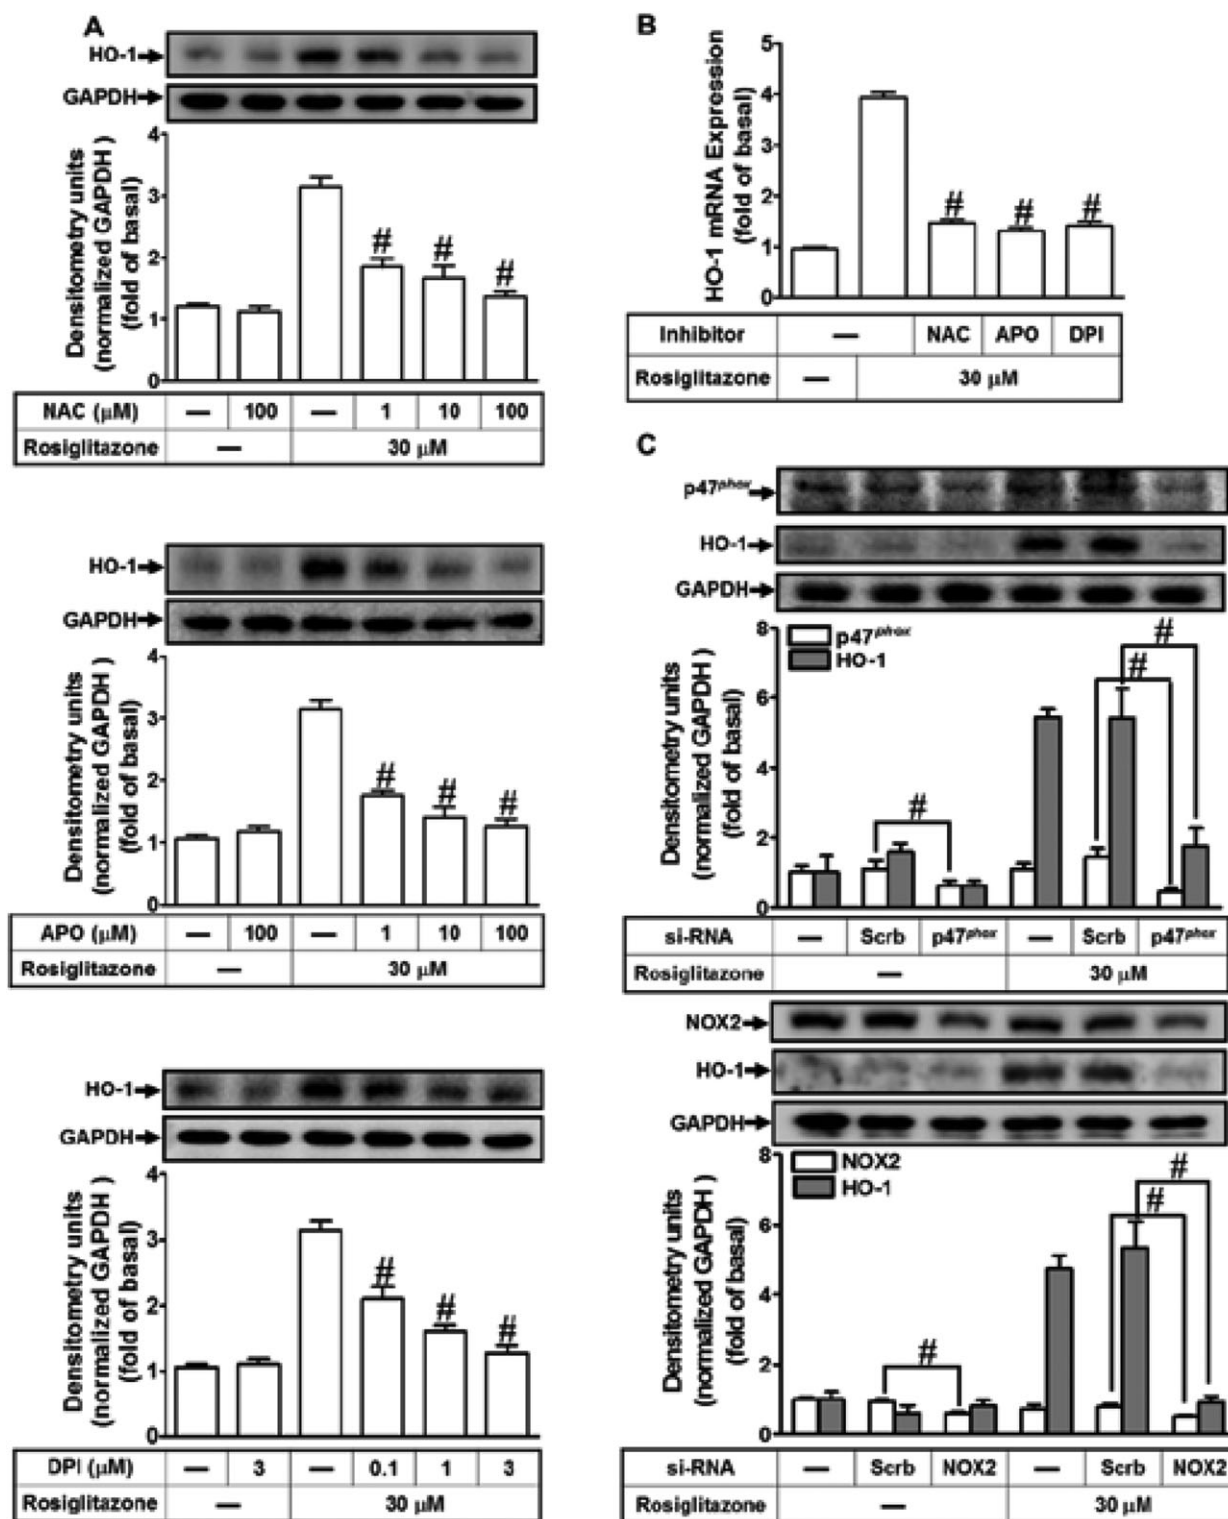 A
HO-1
GAPDH
4
3
2
1
0
Densitometry units
(normalized GAPDH )
(fold of basal)
# # #
NAC (μM) — 100 — 1 10 100
Rosiglitazone — 30 μM
HO-1
GAPDH
4
3
2
1
0
Densitometry units
(normalized GAPDH )
(fold of basal)
# # #
APO (μM) — 100 — 1 10 100
Rosiglitazone — 30 μM
HO-1
GAPDH
4
3
2
1
0
Densitometry units
(normalized GAPDH )
(fold of basal)
# # #
DPI (μM) — 3 — 0.1 1 3
Rosiglitazone — 30 μM
B
5
4
3
2
1
0
HO-1 mRNA Expression
(fold of basal)
# # #
Inhibitor — NAC APO DPI
Rosiglitazone — 30 μM
C
p47phox
HO-1
GAPDH
8
6
4
2
0
Densitometry units
(normalized GAPDH )
(fold of basal)
p47phox
HO-1
# # #
si-RNA — Scrb p47phox — Scrb p47phox
Rosiglitazone — 30 μM
NOX2
HO-1
GAPDH
8
6
4
2
0
Densitometry units
(normalized GAPDH )
(fold of basal)
NOX2
HO-1
# # #
si-RNA — Scrb NOX2 — Scrb NOX2
Rosiglitazone — 30 μM